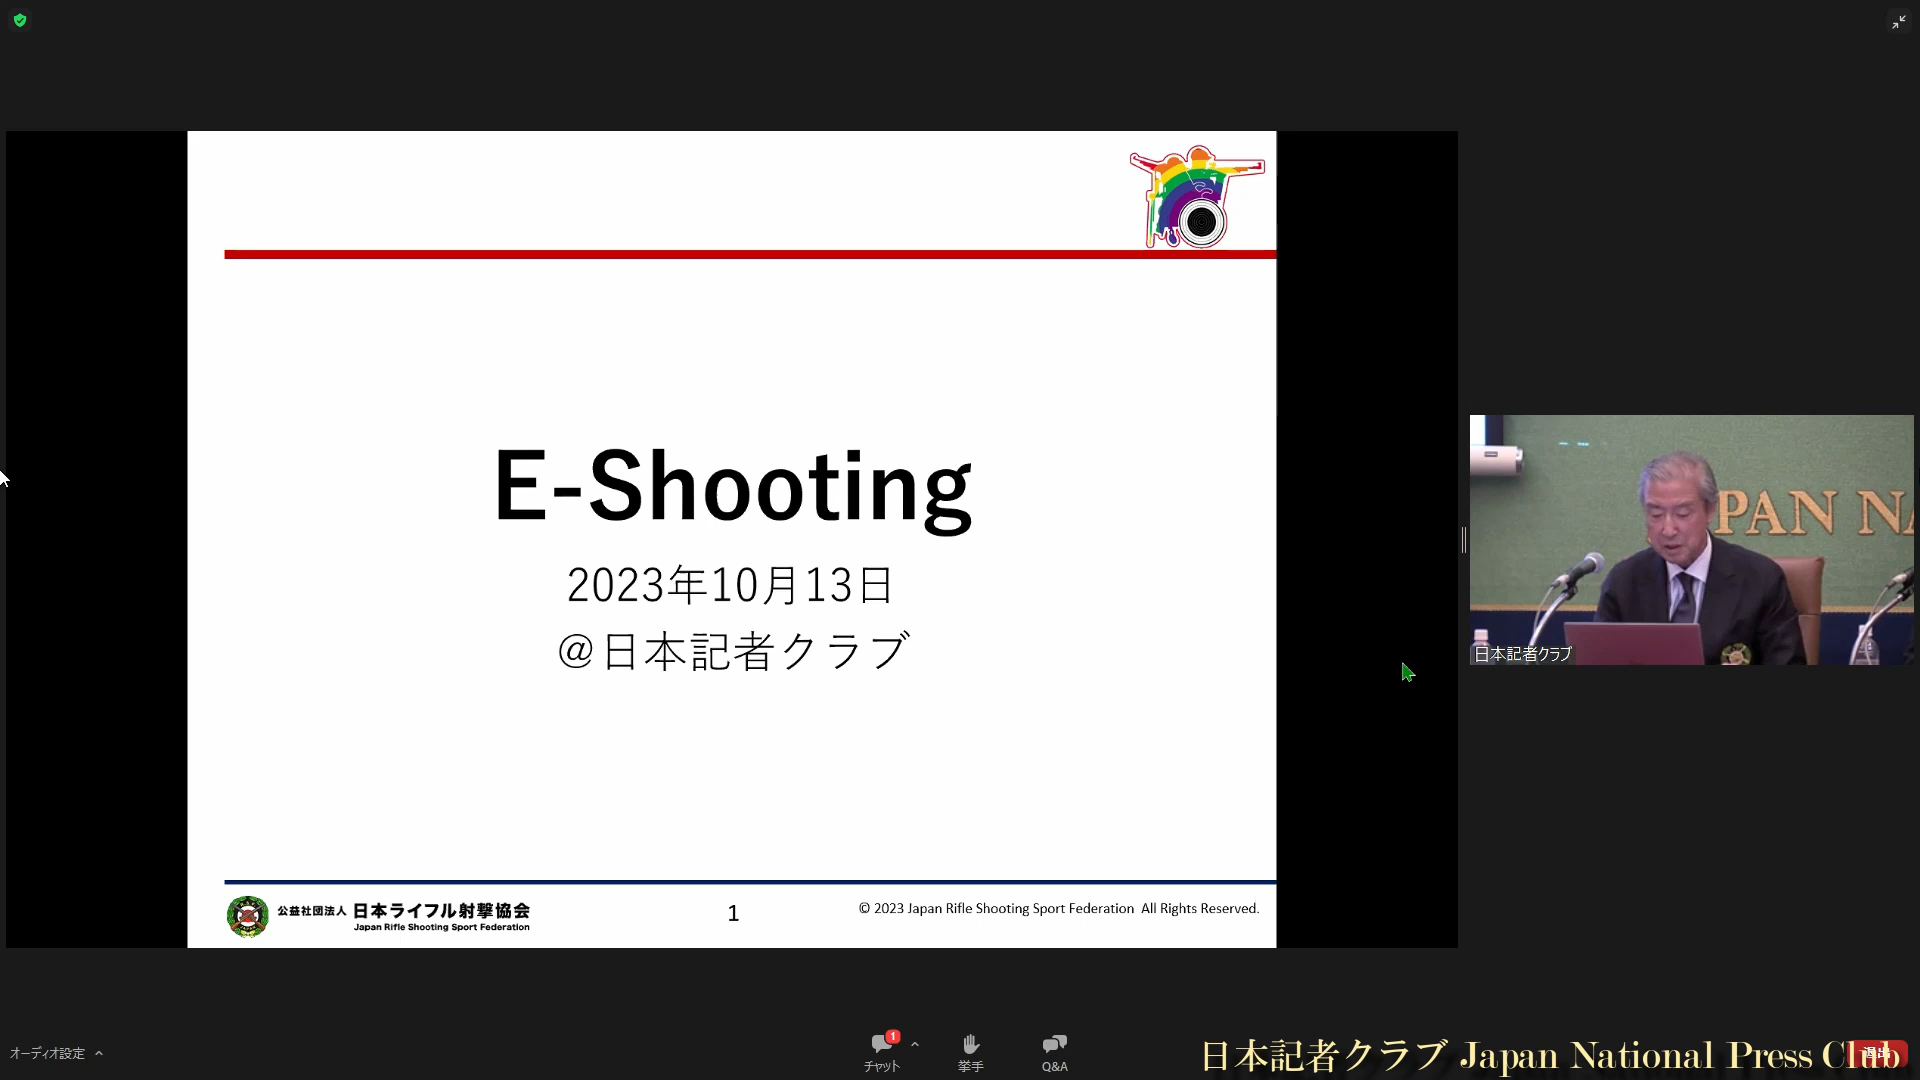 E-Shooting
2023年10月13日
@日本記者クラブ
公益社団法人 日本ライフル射撃協会
Japan Rifle Shooting Sport Federation
1
© 2023 Japan Rifle Shooting Sport Federation All Rights Reserved.
PAN NA
日本記者クラブ
オーディオ設定
1
チャット
挙手
Q&A
日本記者クラブ Japan National Press Club
退出